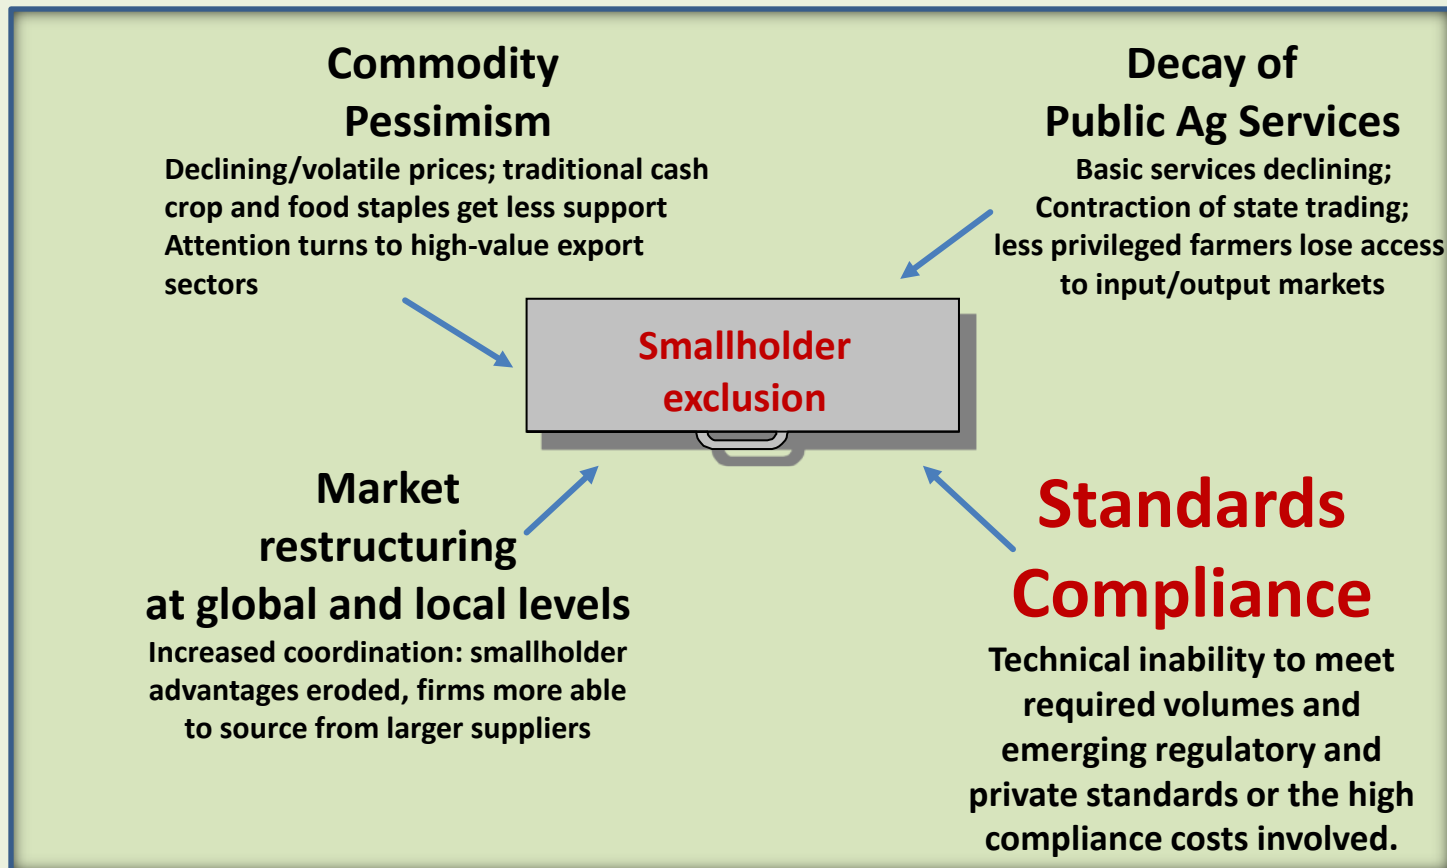 Commodity
Pessimism
Declining/volatile prices; traditional cash
crop and food staples get less support
Attention turns to high-value export
sectors
Decay of
Public Ag Services
Basic services declining;
Contraction of state trading;
less privileged farmers lose access
to input/output markets
Smallholder
exclusion
Market
restructuring
at global and local levels
Increased coordination: smallholder
advantages eroded, firms more able
to source from larger suppliers
Standards
Compliance
Technical inability to meet
required volumes and
emerging regulatory and
private standards or the high
compliance costs involved.